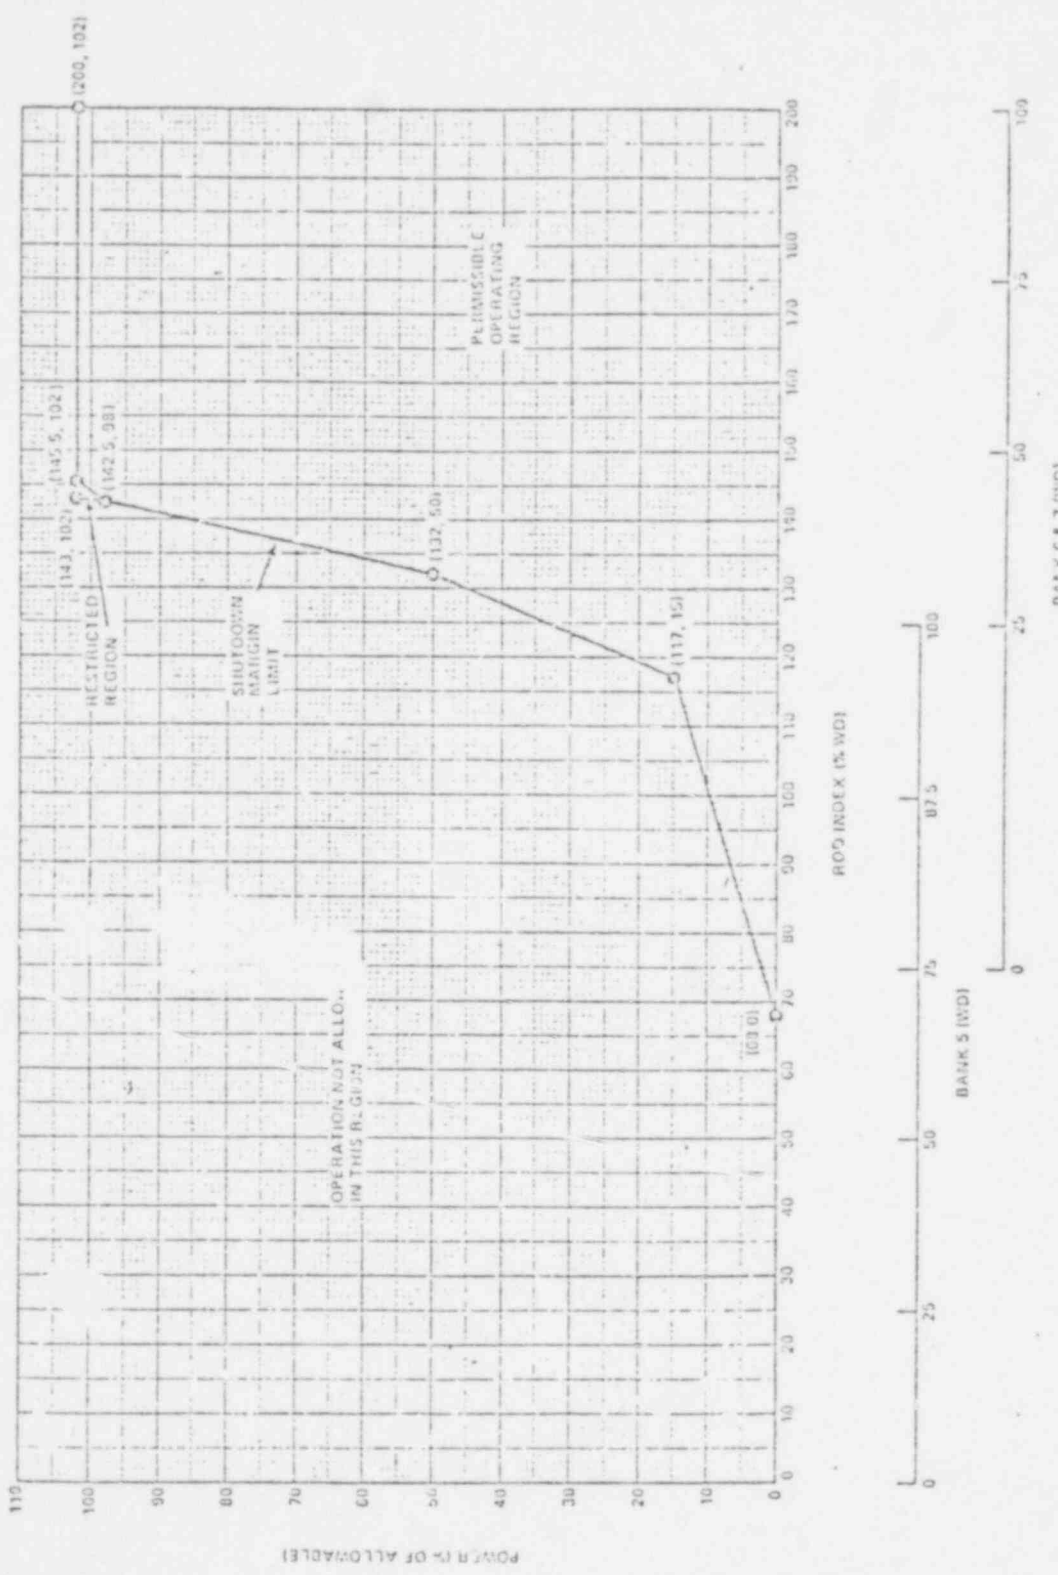 POWER (% OF ALLOWABLE)
110
100
90
80
70
60
50
40
30
20
10
0
(143, 102)
(145.5, 102)
(200, 102)
(142.5, 98)
RESTRICTED
REGION
SHUTDOWN
MARGIN
LIMIT
(132, 50)
PERMISSIBLE
OPERATING
REGION
OPERATION NOT ALLO
IN THIS REGION
(117, 15)
0 10 20 30 40 50 60 70 80 90 100 110 120 130 140 150 160 170 180 190 200
ROD INDEX (% WD)
0 25 50 75 87.5 100
BANK 5 (WD)
0 25 50 75 100